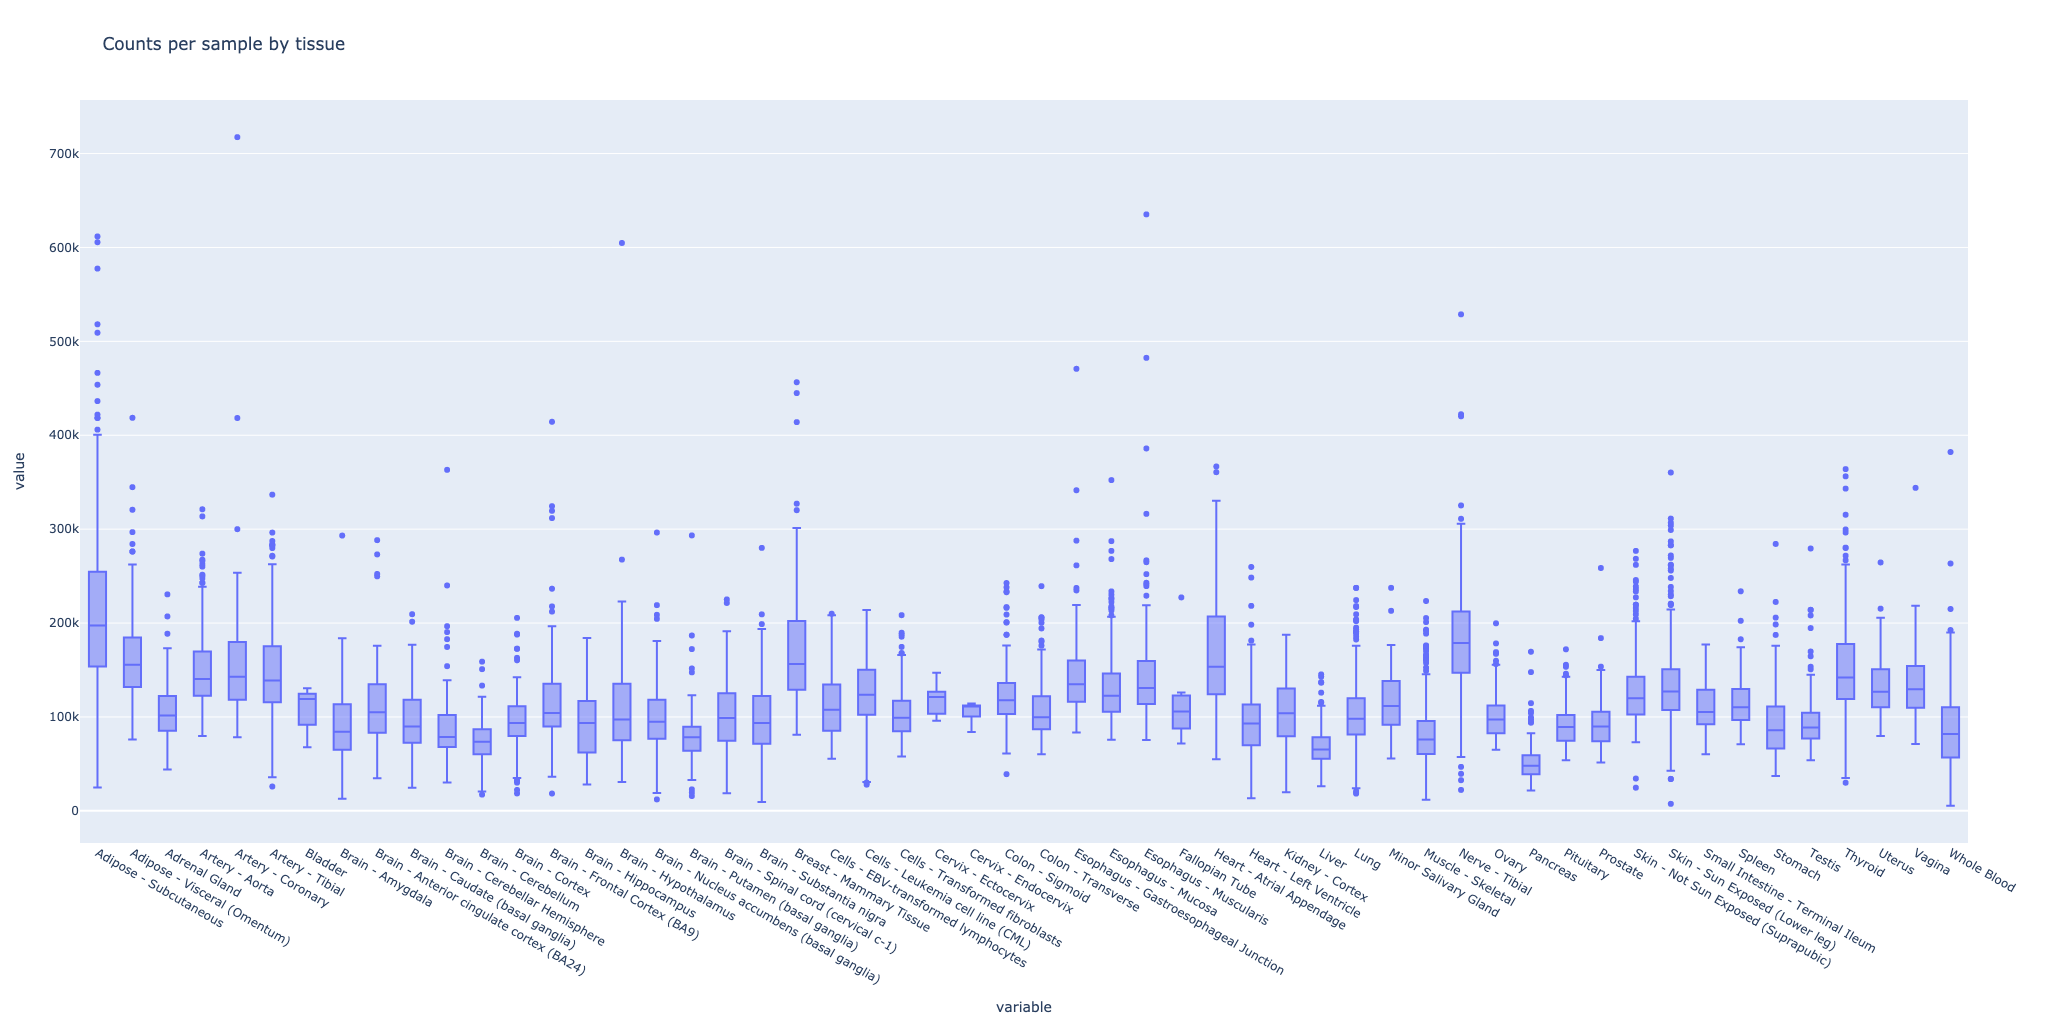 Counts per sample by tissue
700k
600k
500k
400k
300k
200k
100k
0
value
Adipose - Subcutaneous
Adipose - Visceral (Omentum)
Adrenal Gland
Artery - Aorta
Artery - Coronary
Artery - Tibial
Bladder
Brain - Amygdala
Brain - Anterior cingulate cortex (BA24)
Brain - Caudate (basal ganglia)
Brain - Cerebellar Hemisphere
Brain - Cerebellum
Brain - Cortex
Brain - Frontal Cortex (BA9)
Brain - Hippocampus
Brain - Hypothalamus
Brain - Nucleus accumbens (basal ganglia)
Brain - Putamen (basal ganglia)
Brain - Spinal cord (cervical c-1)
Brain - Substantia nigra
Breast - Mammary Tissue
Cells - EBV-transformed lymphocytes
Cells - Leukemia cell line (CML)
Cells - Transformed fibroblasts
Cervix - Ectocervix
Cervix - Endocervix
Colon - Sigmoid
Colon - Transverse
Esophagus - Gastroesophageal Junction
Esophagus - Mucosa
Esophagus - Muscularis
Fallopian Tube
Heart - Atrial Appendage
Heart - Left Ventricle
Kidney - Cortex
Liver
Lung
Minor Salivary Gland
Muscle - Skeletal
Nerve - Tibial
Ovary
Pancreas
Pituitary
Prostate
Skin - Not Sun Exposed (Suprapubic)
Skin - Sun Exposed (Lower leg)
Small Intestine - Terminal Ileum
Spleen
Stomach
Testis
Thyroid
Uterus
Vagina
Whole Blood
variable